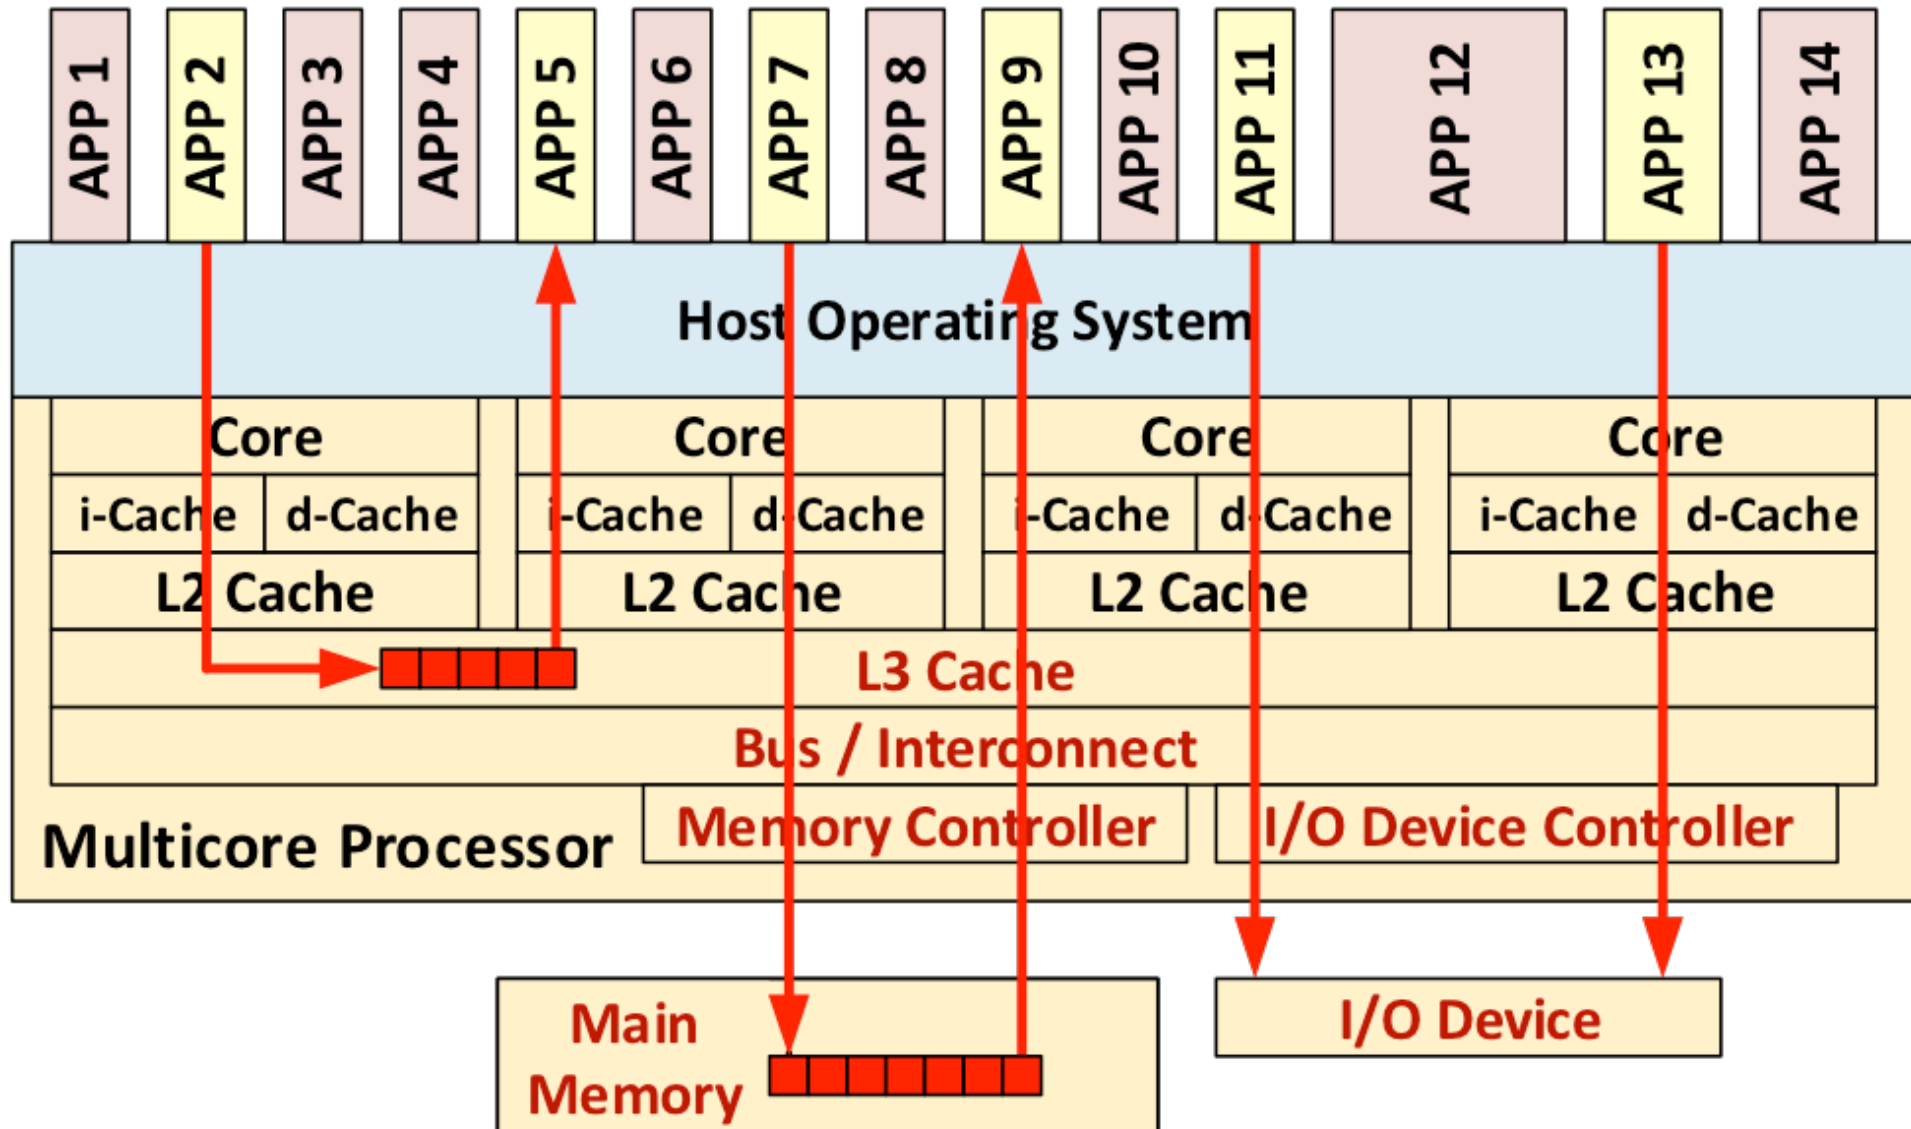 APP 1
APP 2
APP 3
APP 4
APP 5
APP 6
APP 7
APP 8
APP 9
APP 10
APP 11
APP 12
APP 13
APP 14
Host Operating System
Core
Core
Core
Core
i-Cache
d-Cache
i-Cache
d-Cache
i-Cache
d-Cache
i-Cache
d-Cache
L2 Cache
L2 Cache
L2 Cache
L2 Cache
L3 Cache
Bus / Interconnect
Memory Controller
I/O Device Controller
Multicore Processor
Main
Memory
I/O Device